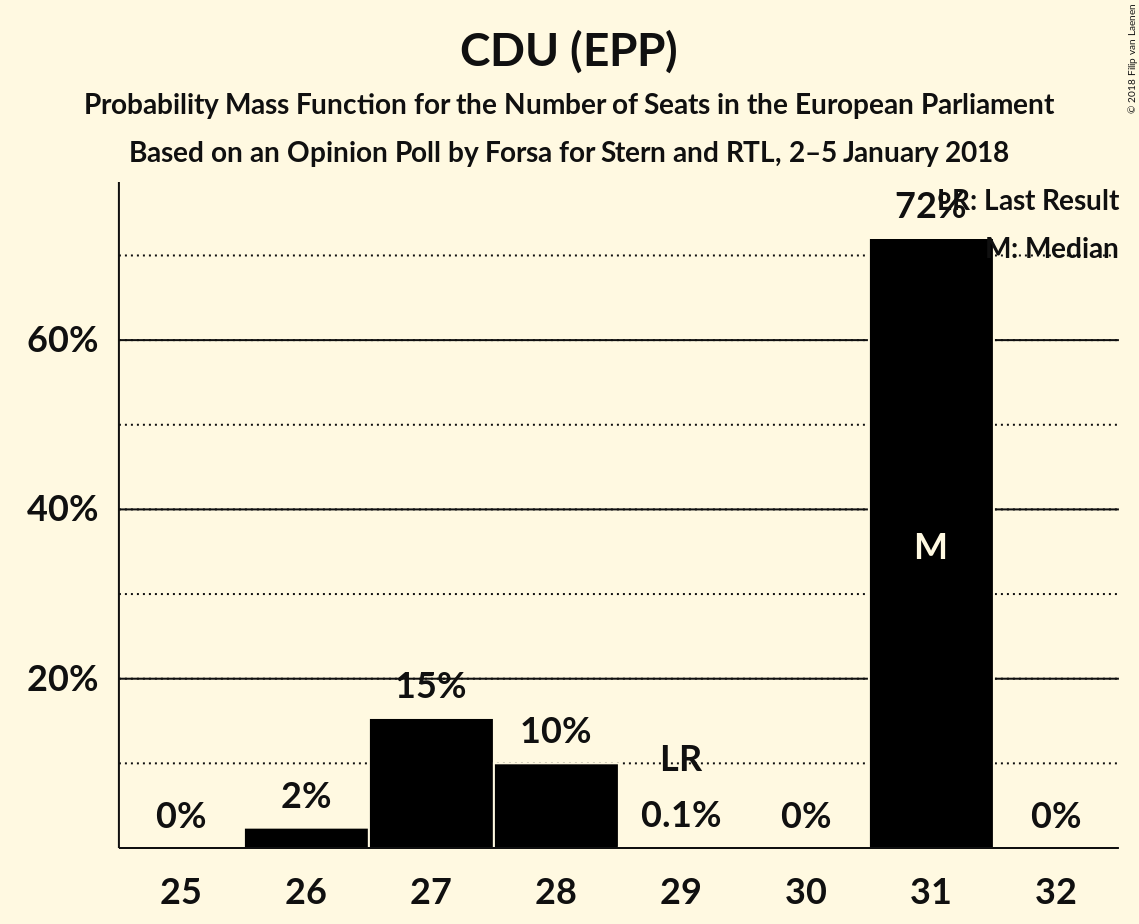 CDU (EPP)
Probability Mass Function for the Number of Seats in the European Parliament
Based on an Opinion Poll by Forsa for Stern and RTL, 2–5 January 2018
© 2018 Filip van Laenen
LR: Last Result
M: Median
72%
60%
40%
M
20%
15%
10%
LR
0%
2%
0.1%
0%
0%
25 26 27 28 29 30 31 32